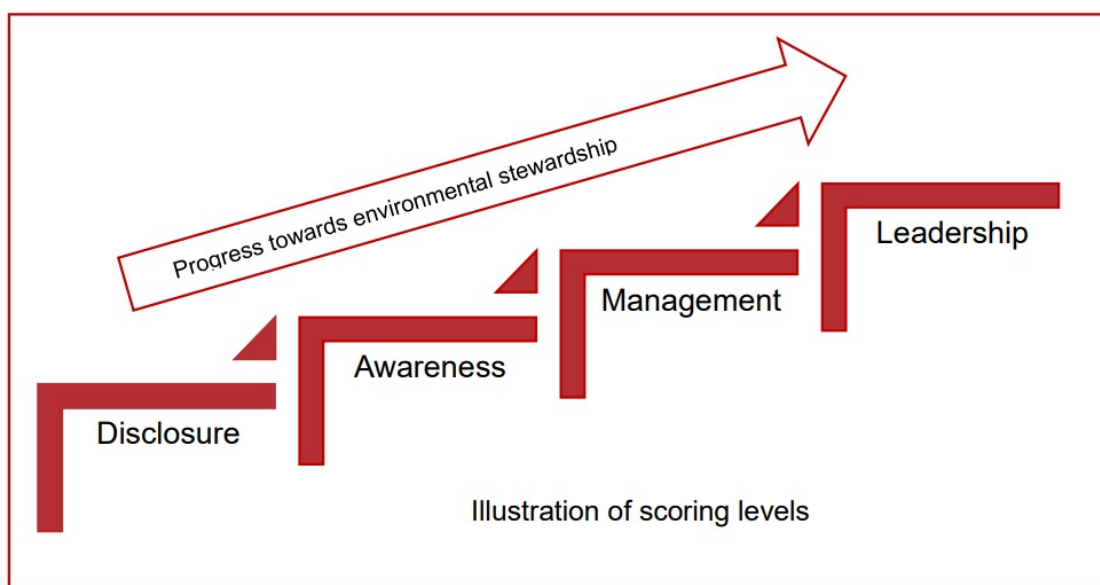 Progress towards environmental stewardship
Leadership
Management
Awareness
Disclosure
Illustration of scoring levels